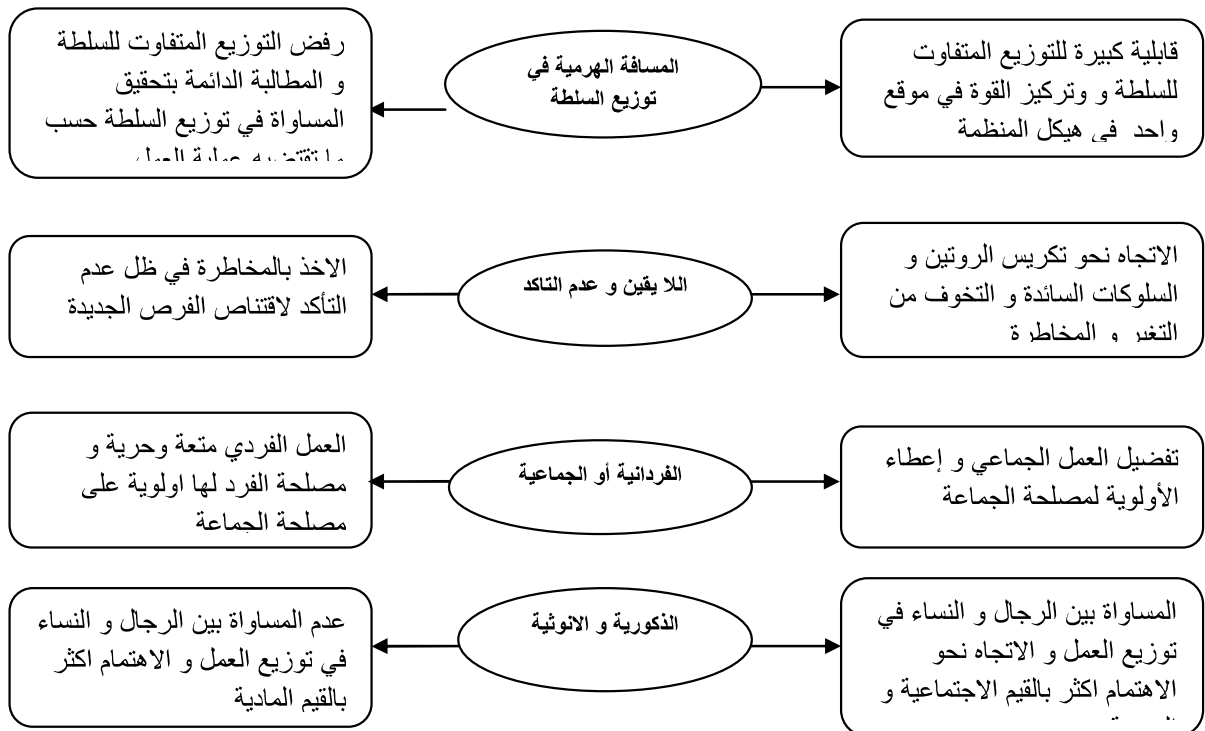 قابلية كبيرة للتوزيع المتفاوت
للسلطة و وتركيز القوة في موقع
واحد في هيكل المنظمة
المسافة الهرمية في
توزيع السلطة
رفض التوزيع المتفاوت للسلطة
و المطالبة الدائمة بتحقيق
المساواة في توزيع السلطة حسب
ما تقتضيه عملية العمل
الاتجاه نحو تكريس الروتين و
السلوكات السائدة و التخوف من
التغير و المخاطرة
اللا يقين و عدم التاكد
الاخذ بالمخاطرة في ظل عدم
التأكد لاقتناص الفرص الجديدة
تفضيل العمل الجماعي و إعطاء
الأولوية لمصلحة الجماعة
الفردانية أو الجماعية
العمل الفردي متعة وحرية و
مصلحة الفرد لها اولوية على
مصلحة الجماعة
المساواة بين الرجال و النساء في
توزيع العمل و الاتجاه نحو
الاهتمام اكثر بالقيم الاجتماعية و
الذكورية و الانوثية
عدم المساواة بين الرجال و النساء
في توزيع العمل و الاهتمام اكثر
بالقيم المادية